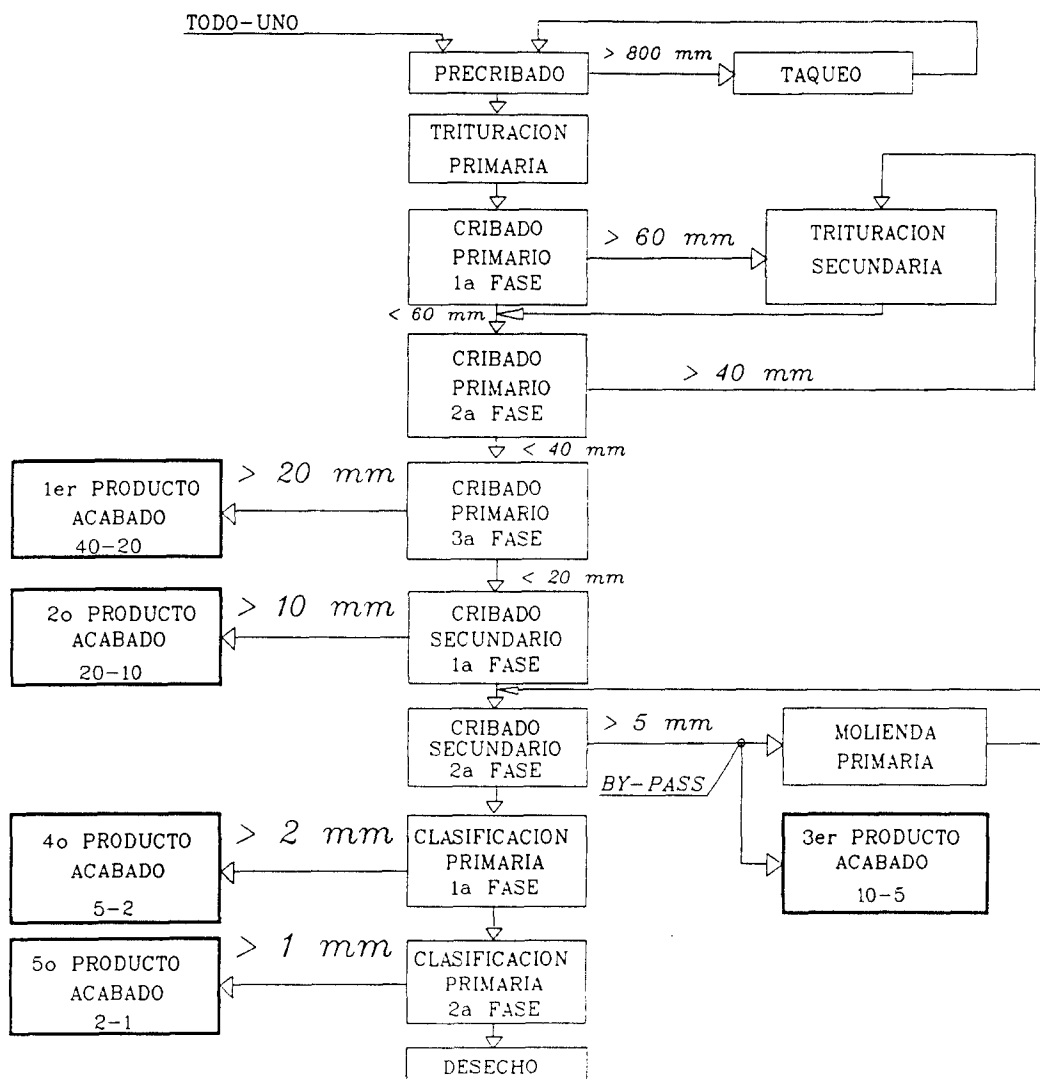 TODO-UNO
PRECRIBADO
> 800 mm
TAQUEO
TRITURACION
PRIMARIA
CRIBADO
PRIMARIO
1a FASE
> 60 mm
TRITURACION
SECUNDARIA
< 60 mm
CRIBADO
PRIMARIO
2a FASE
> 40 mm
< 40 mm
1er PRODUCTO
ACABADO
40-20
> 20 mm
CRIBADO
PRIMARIO
3a FASE
< 20 mm
2o PRODUCTO
ACABADO
20-10
> 10 mm
CRIBADO
SECUNDARIO
1a FASE
CRIBADO
SECUNDARIO
2a FASE
> 5 mm
BY-PASS
MOLIENDA
PRIMARIA
4o PRODUCTO
ACABADO
5-2
> 2 mm
CLASIFICACION
PRIMARIA
1a FASE
3er PRODUCTO
ACABADO
10-5
5o PRODUCTO
ACABADO
2-1
> 1 mm
CLASIFICACION
PRIMARIA
2a FASE
DESECHO